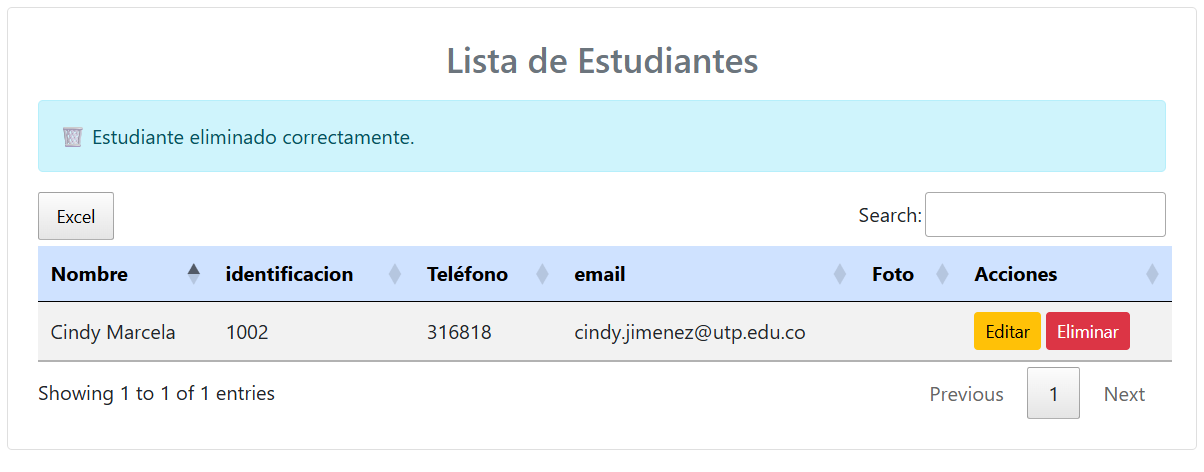 Lista de Estudiantes
Estudiante eliminado correctamente.
Excel Search:
Nombre identificacion Teléfono email Foto Acciones
Cindy Marcela 1002 316818 cindy.jimenez@utp.edu.co Editar Eliminar
Showing 1 to 1 of 1 entries Previous 1 Next